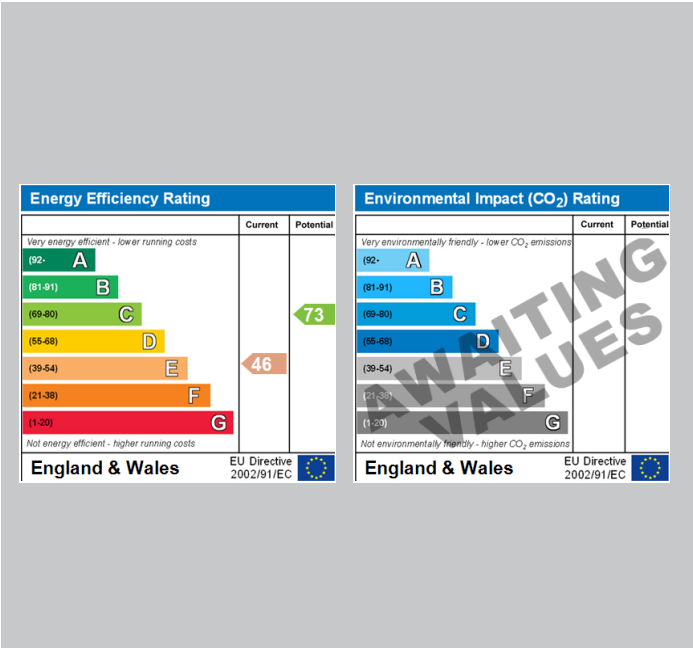 Energy Efficiency Rating
Current Potential
Very energy efficient - lower running costs
(92- A
(81-91) B
(69-80) C
73
(55-68) D
(39-54) E
46
(21-38) F
(1-20) G
Not energy efficient - higher running costs
England & Wales
EU Directive
2002/91/EC
Environmental Impact (CO2) Rating
Current Potential
Very environmentally friendly - lower CO2 emissions
(92- A
(81-91) B
(69-80) C
(55-68) D
(39-54) E
(21-38) F
(1-20) G
Not environmentally friendly - higher CO2 emissions
AWAITING
VALUES
England & Wales
EU Directive
2002/91/EC